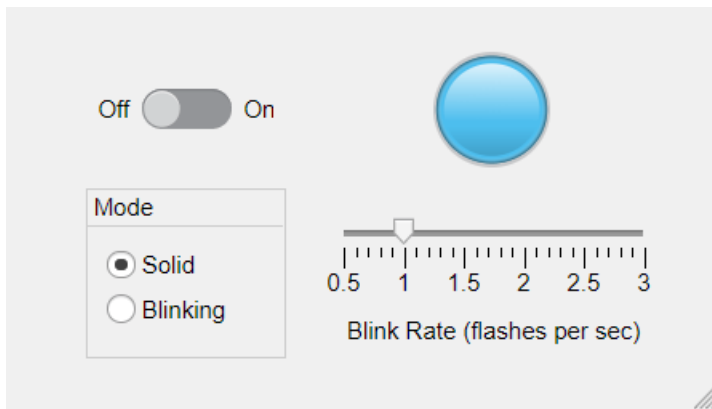 Off On
Mode
Solid
Blinking
0.5 1 1.5 2 2.5 3
Blink Rate (flashes per sec)